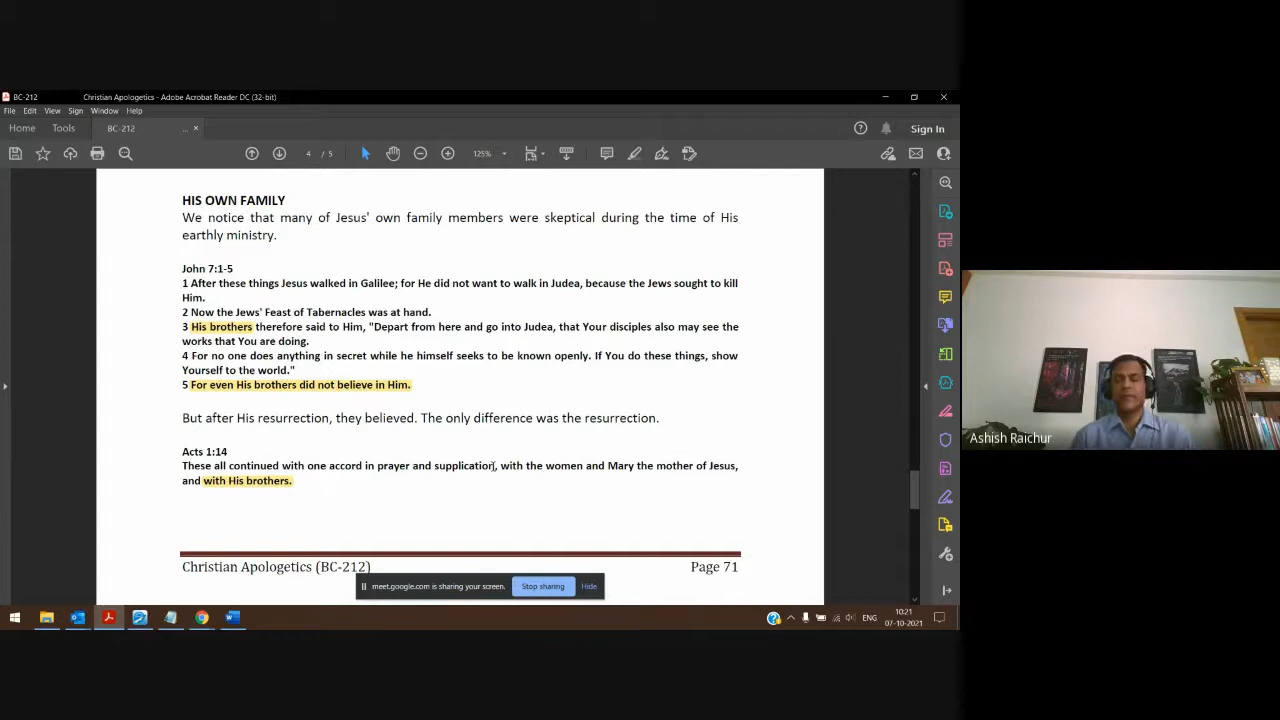 BC-212 Christian Apologetics - Adobe Acrobat Reader DC (32-bit)
File Edit View Sign Window Help
Home Tools BC-212 ... × Sign In
4 / 5 125%
HIS OWN FAMILY
We notice that many of Jesus' own family members were skeptical during the time of His
earthly ministry.
John 7:1-5
1 After these things Jesus walked in Galilee; for He did not want to walk in Judea, because the Jews sought to kill
Him.
2 Now the Jews' Feast of Tabernacles was at hand.
3 His brothers therefore said to Him, "Depart from here and go into Judea, that Your disciples also may see the
works that You are doing.
4 For no one does anything in secret while he himself seeks to be known openly. If You do these things, show
Yourself to the world."
5 For even His brothers did not believe in Him.
But after His resurrection, they believed. The only difference was the resurrection.
Acts 1:14
These all continued with one accord in prayer and supplication, with the women and Mary the mother of Jesus,
and with His brothers.
Christian Apologetics (BC-212) Page 71
meet.google.com is sharing your screen. Stop sharing Hide
Ashish Raichur
ENG 10:21
07-10-2021